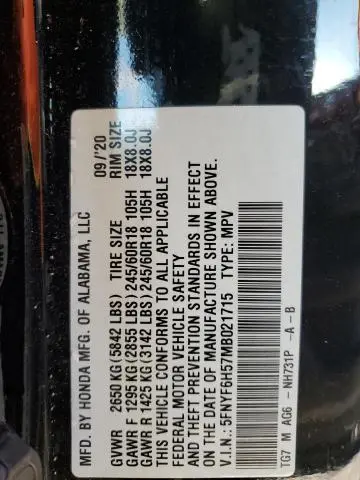 MFD. BY HONDA MFG. OF ALABAMA, LLC 09/'20
GVWR 2650 KG(5842 LBS) TIRE SIZE RIM SIZE
GAWR F 1295 KG(2855 LBS) 245/60R18 105H 18X8.0J
GAWR R 1425 KG(3142 LBS) 245/60R18 105H 18X8.0J
THIS VEHICLE CONFORMS TO ALL APPLICABLE
FEDERAL MOTOR VEHICLE SAFETY
AND THEFT PREVENTION STANDARDS IN EFFECT
ON THE DATE OF MANUFACTURE SHOWN ABOVE.
V.I.N.: 5FNYF6H57MB021715 TYPE: MPV
TG7 M AG6 -NH731P -A -B